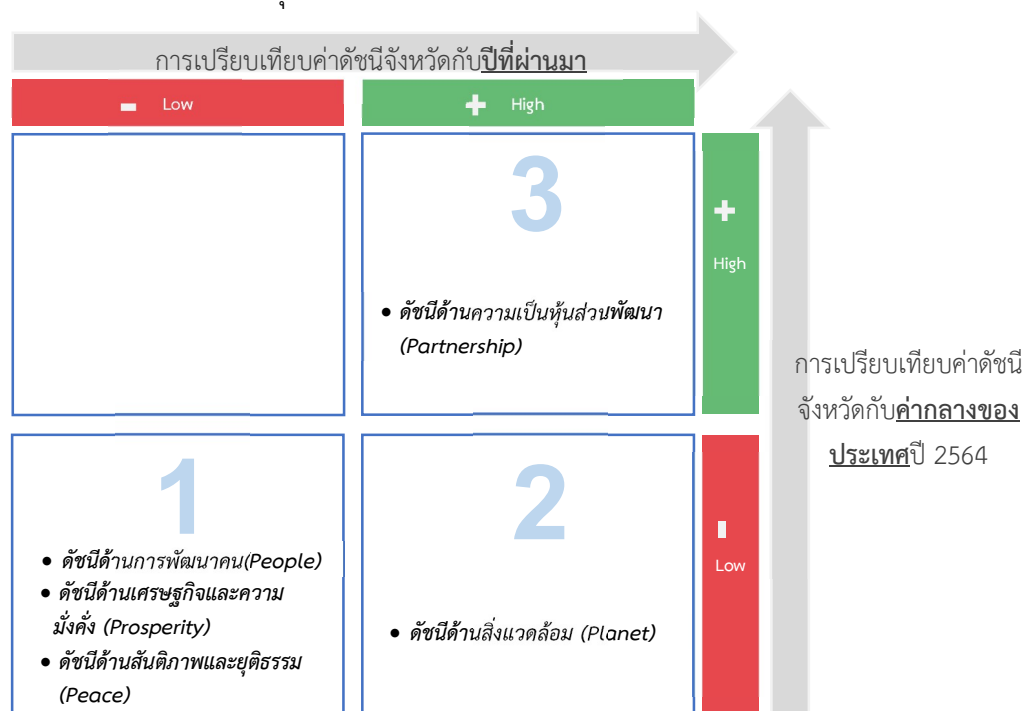 การเปรียบเทียบค่าดัชนีจังหวัดกับปีที่ผ่านมา
- Low
+ High
3
• ดัชนีด้านความเป็นหุ้นส่วนพัฒนา
(Partnership)
+
High
การเปรียบเทียบค่าดัชนี
จังหวัดกับค่ากลางของ
ประเทศปี 2564
1
• ดัชนีด้านการพัฒนาคน(People)
• ดัชนีด้านเศรษฐกิจและความ
มั่งคั่ง (Prosperity)
• ดัชนีด้านสันติภาพและยุติธรรม
(Peace)
2
• ดัชนีด้านสิ่งแวดล้อม (Planet)
-
Low